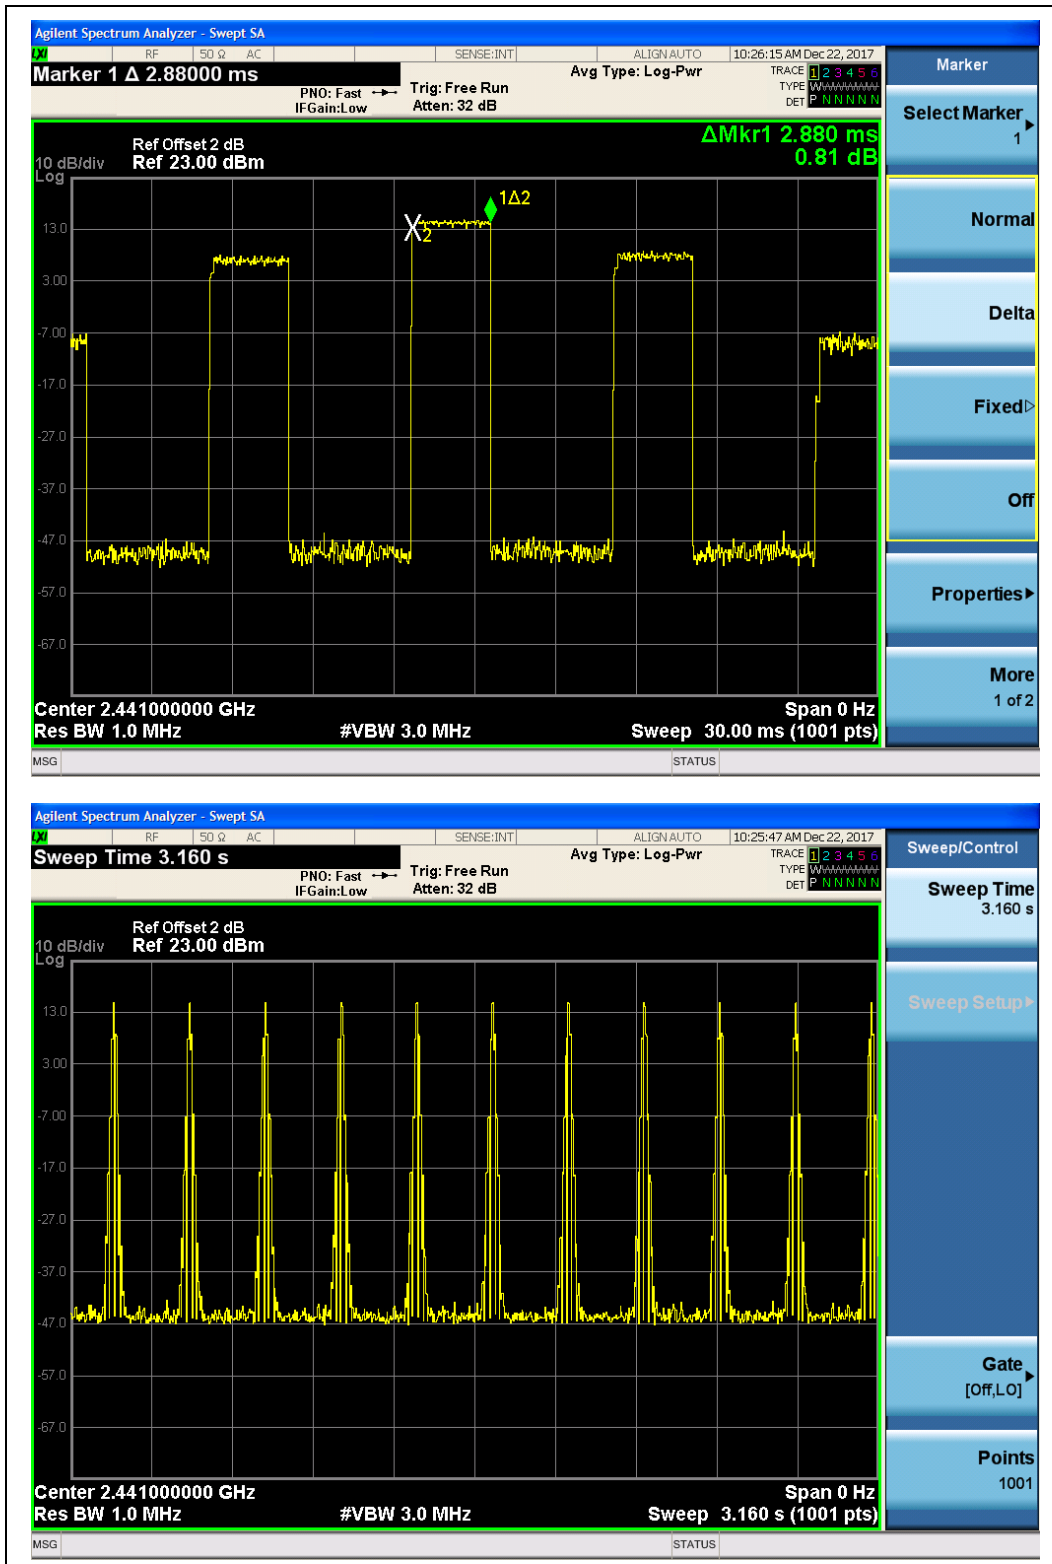 Agilent Spectrum Analyzer - Swept SA
LXI RF 50 Ω AC SENSE:INT ALIGN AUTO 10:26:15 AM Dec 22, 2017
Marker 1 Δ 2.88000 ms
PNO: Fast
IFGain:Low
Trig: Free Run
Atten: 32 dB
Avg Type: Log-Pwr
TRACE 1 2 3 4 5 6
TYPE W
DET P N N N N N
ΔMkr1 2.880 ms
0.81 dB
Ref Offset 2 dB
10 dB/div Ref 23.00 dBm
Log
1Δ2
X2
13.0
3.00
-7.00
-17.0
-27.0
-37.0
-47.0
-57.0
-67.0
Center 2.441000000 GHz Span 0 Hz
Res BW 1.0 MHz #VBW 3.0 MHz Sweep 30.00 ms (1001 pts)
MSG STATUS
Marker
Select Marker
1
Normal
Delta
Fixed
Off
Properties
More
1 of 2
Agilent Spectrum Analyzer - Swept SA
LXI RF 50 Ω AC SENSE:INT ALIGN AUTO 10:25:47 AM Dec 22, 2017
Sweep Time 3.160 s
PNO: Fast
IFGain:Low
Trig: Free Run
Atten: 32 dB
Avg Type: Log-Pwr
TRACE 1 2 3 4 5 6
TYPE W
DET P N N N N N
Ref Offset 2 dB
10 dB/div Ref 23.00 dBm
Log
13.0
3.00
-7.00
-17.0
-27.0
-37.0
-47.0
-57.0
-67.0
Center 2.441000000 GHz Span 0 Hz
Res BW 1.0 MHz #VBW 3.0 MHz Sweep 3.160 s (1001 pts)
MSG STATUS
Sweep/Control
Sweep Time
3.160 s
Sweep Setup
Gate
[Off,LO]
Points
1001